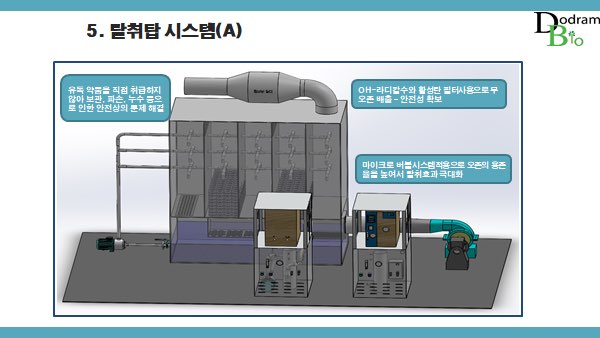 5. 탈취탑 시스템(A)
Dodram
Bio
유독 약품을 직접 취급하지
않아 보관, 파손, 누수 등으
로 인한 안전상의 문제 해결
OH-라디칼수와 활성탄 필터사용으로 무
오존 배출 - 안전성 확보
마이크로 버블시스템적용으로 오존의 용존
율을 높여서 탈취효과 극대화